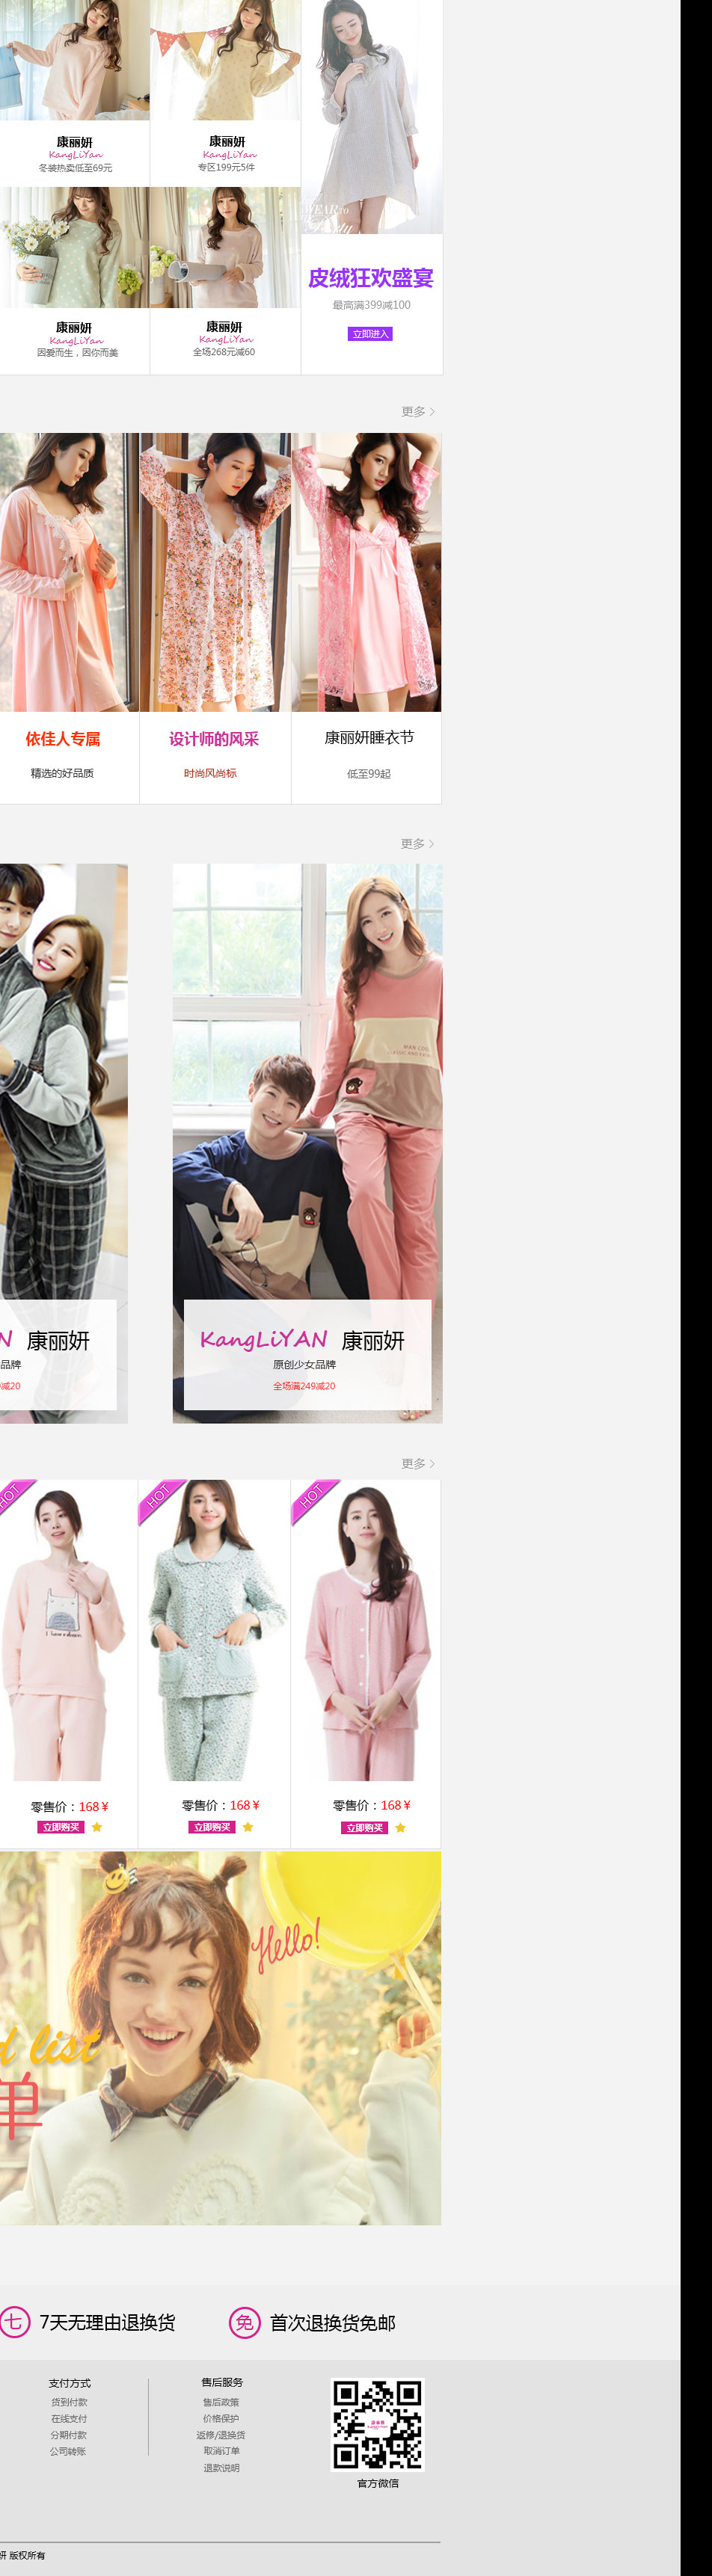 康丽妍
KangLiYan
冬装热卖低至69元
康丽妍
KangLiYan
专区199元5件
康丽妍
KangLiYan
因爱而生，因你而美
康丽妍
KangLiYan
全场268元减60
皮绒狂欢盛宴
最高满399减100
立即进入
更多 >
依佳人专属
精选的好品质
设计师的风采
时尚风尚标
康丽妍睡衣节
低至99起
更多 >
N 康丽妍
品牌
减20
KangLiYAN 康丽妍
原创少女品牌
全场满249减20
更多 >
HOT
HOT
HOT
零售价：168￥
立即购买
零售价：168￥
立即购买
零售价：168￥
立即购买
Hello!
d list
单
七 7天无理由退换货
免 首次退换货免邮
支付方式
货到付款
在线支付
分期付款
公司转账
售后服务
售后政策
价格保护
返修/退换货
取消订单
退款说明
官方微信
妍 版权所有